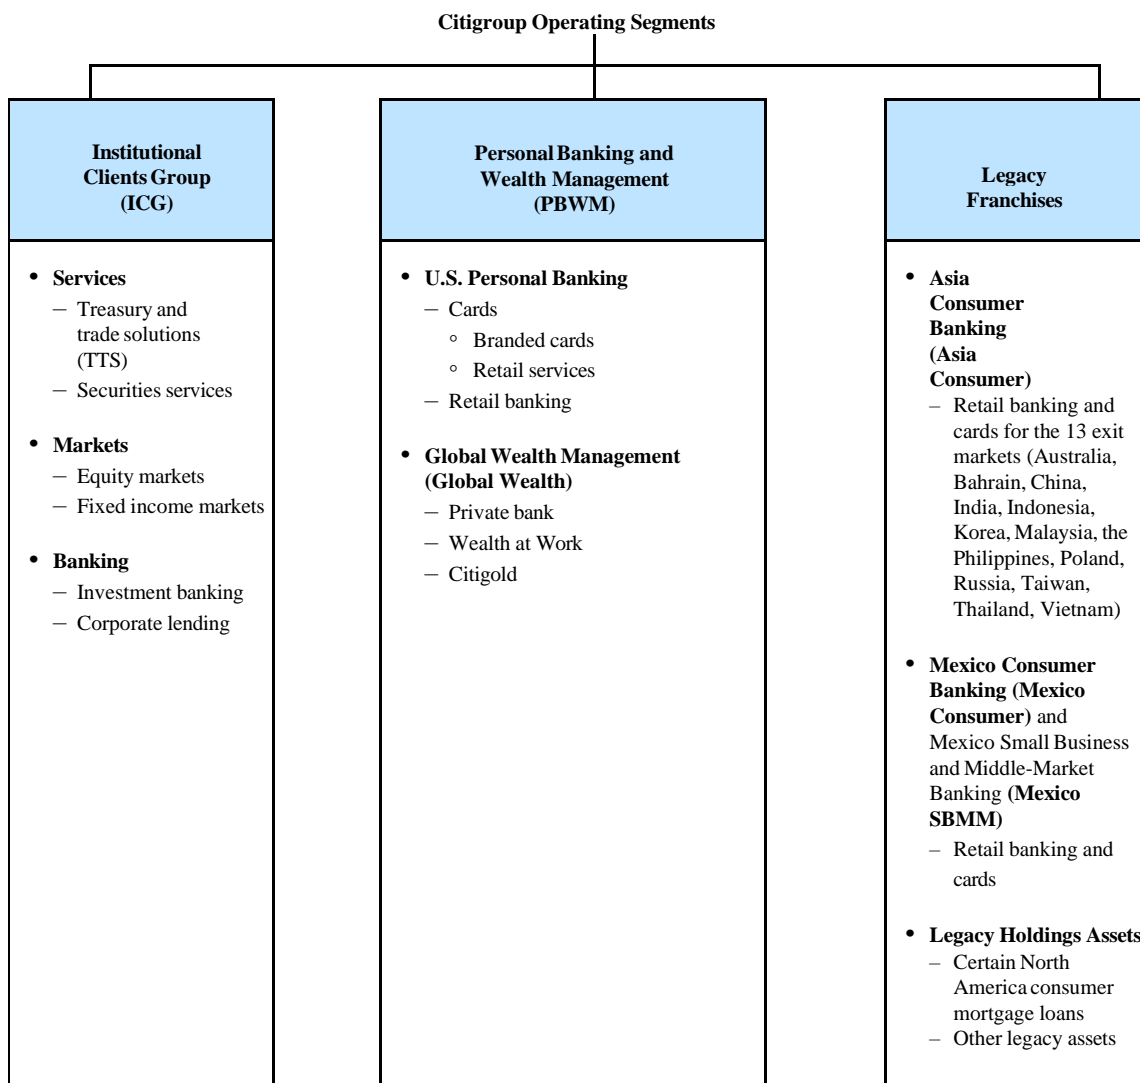 Citigroup Operating Segments
Institutional
Clients Group
(ICG)
• Services
– Treasury and
trade solutions
(TTS)
– Securities services
• Markets
– Equity markets
– Fixed income markets
• Banking
– Investment banking
– Corporate lending
Personal Banking and
Wealth Management
(PBWM)
• U.S. Personal Banking
– Cards
◦ Branded cards
◦ Retail services
– Retail banking
• Global Wealth Management
(Global Wealth)
– Private bank
– Wealth at Work
– Citigold
Legacy
Franchises
• Asia
Consumer
Banking
(Asia
Consumer)
– Retail banking and
cards for the 13 exit
markets (Australia,
Bahrain, China,
India, Indonesia,
Korea, Malaysia, the
Philippines, Poland,
Russia, Taiwan,
Thailand, Vietnam)
• Mexico Consumer
Banking (Mexico
Consumer) and
Mexico Small Business
and Middle-Market
Banking (Mexico
SBMM)
– Retail banking and
cards
• Legacy Holdings Assets
– Certain North
America consumer
mortgage loans
– Other legacy assets